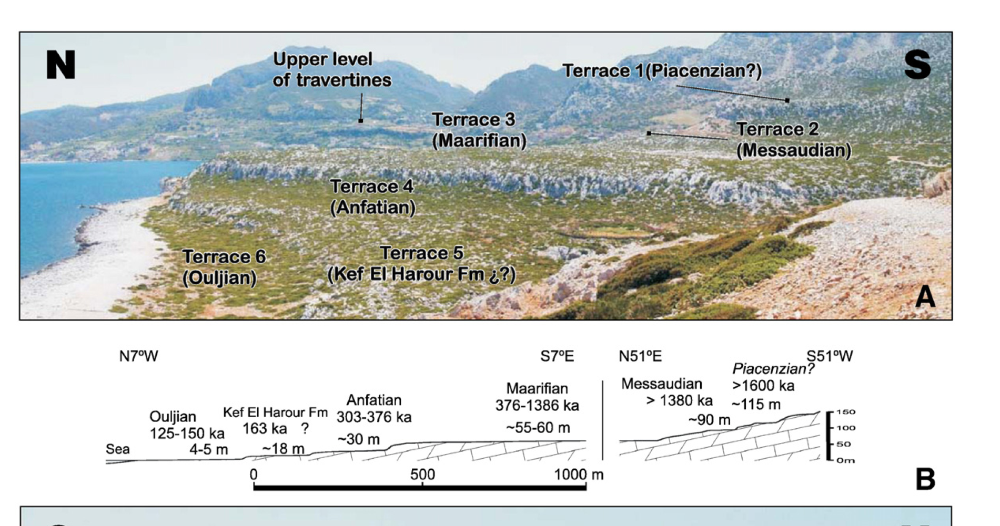 N
S
Upper level
of travertines
Terrace 1(Piacenzian?)
Terrace 3
(Maarifian)
Terrace 2
(Messaudian)
Terrace 4
(Anfatian)
Terrace 6
(Ouljian)
Terrace 5
(Kef El Harour Fm ¿?)
A
N7ºW
S7ºE
N51ºE
S51ºW
Ouljian
125-150 ka
4-5 m
Kef El Harour Fm
163 ka ?
~18 m
Anfatian
303-376 ka
~30 m
Maarifian
376-1386 ka
~55-60 m
Messaudian
> 1380 ka
~90 m
Piacenzian?
>1600 ka
~115 m
Sea
150
100
50
0m
0 500 1000 m
B